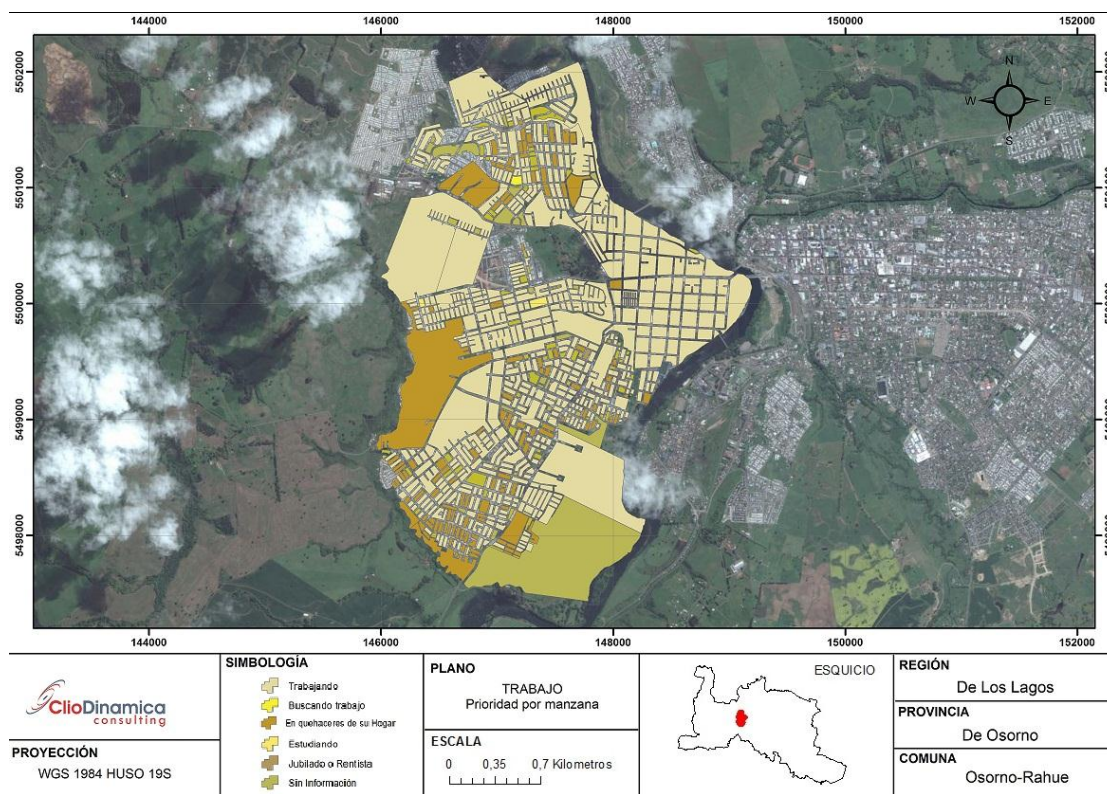 144000 146000 148000 150000 152000
5502000
5501000
5500000
5499000
5498000
N
W E
S
144000 146000 148000 150000 152000
ClioDinamica
consulting
PROYECCIÓN
WGS 1984 HUSO 19S
SIMBOLOGÍA
Trabajando
Buscando trabajo
En quehaceres de su Hogar
Estudiando
Jubilado o Rentista
Sin Información
PLANO
TRABAJO
Prioridad por manzana
ESCALA
0 0,35 0,7 Kilometros
ESQUICIO
REGIÓN
De Los Lagos
PROVINCIA
De Osorno
COMUNA
Osorno-Rahue